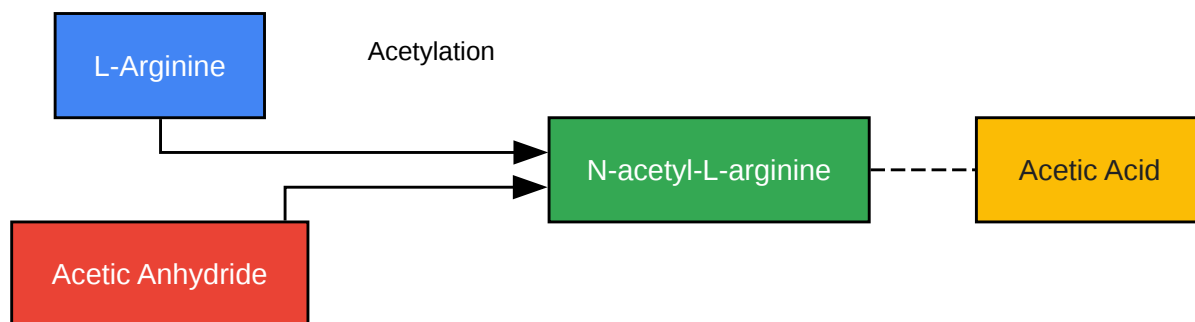 L-Arginine
Acetylation
N-acetyl-L-arginine
Acetic Acid
Acetic Anhydride